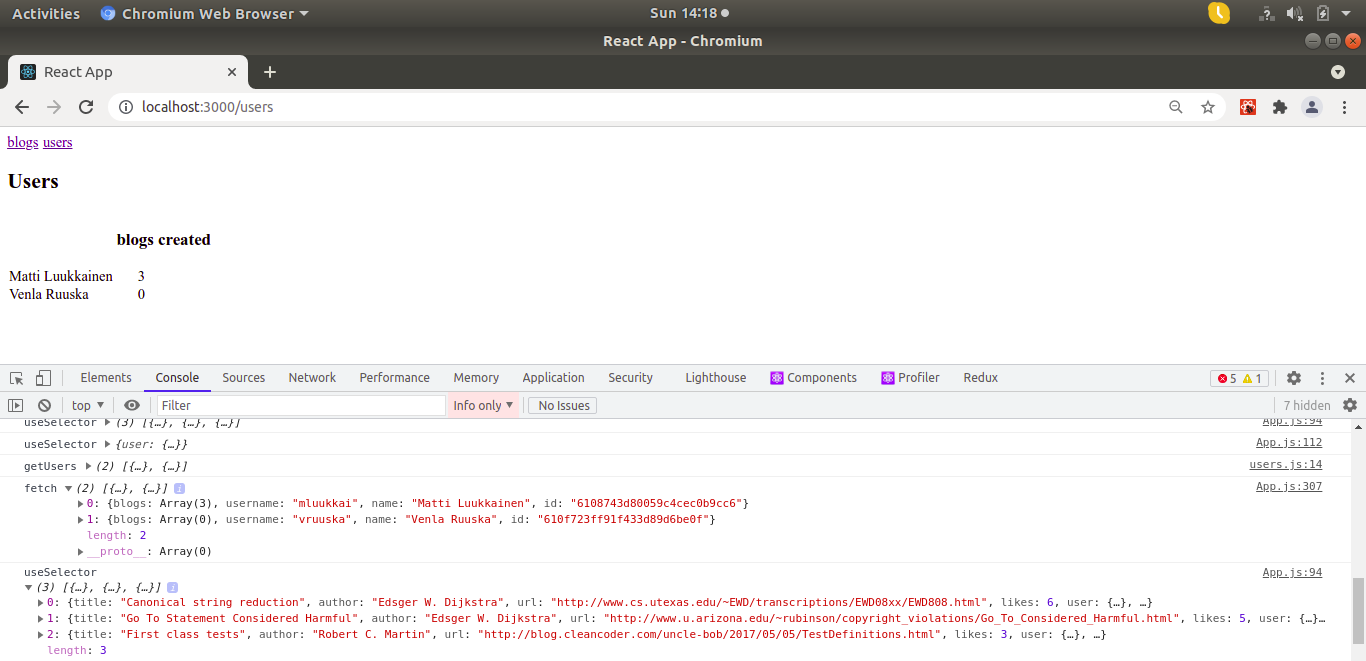 Activities Chromium Web Browser Sun 14:18
React App - Chromium
React App
localhost:3000/users
blogs users
Users
blogs created
Matti Luukkainen 3
Venla Ruuska 0
Elements Console Sources Network Performance Memory Application Security Lighthouse Components Profiler Redux 5 1
top Filter Info only No Issues 7 hidden
useSelector (3) [{…}, {…}, {…}] App.js:94
useSelector {user: {…}} App.js:112
getUsers (2) [{…}, {…}] users.js:14
fetch (2) [{…}, {…}] i App.js:307
0: {blogs: Array(3), username: "mluukkai", name: "Matti Luukkainen", id: "6108743d80059c4cec0b9cc6"}
1: {blogs: Array(0), username: "vruuska", name: "Venla Ruuska", id: "610f723ff91f433d89d6be0f"}
length: 2
__proto__: Array(0)
useSelector App.js:94
(3) [{…}, {…}, {…}] i
0: {title: "Canonical string reduction", author: "Edsger W. Dijkstra", url: "http://www.cs.utexas.edu/~EWD/transcriptions/EWD08xx/EWD808.html", likes: 6, user: {…}, …}
1: {title: "Go To Statement Considered Harmful", author: "Edsger W. Dijkstra", url: "http://www.u.arizona.edu/~rubinson/copyright_violations/Go_To_Considered_Harmful.html", likes: 5, user: {…}…
2: {title: "First class tests", author: "Robert C. Martin", url: "http://blog.cleancoder.com/uncle-bob/2017/05/05/TestDefinitions.html", likes: 3, user: {…}, …}
length: 3